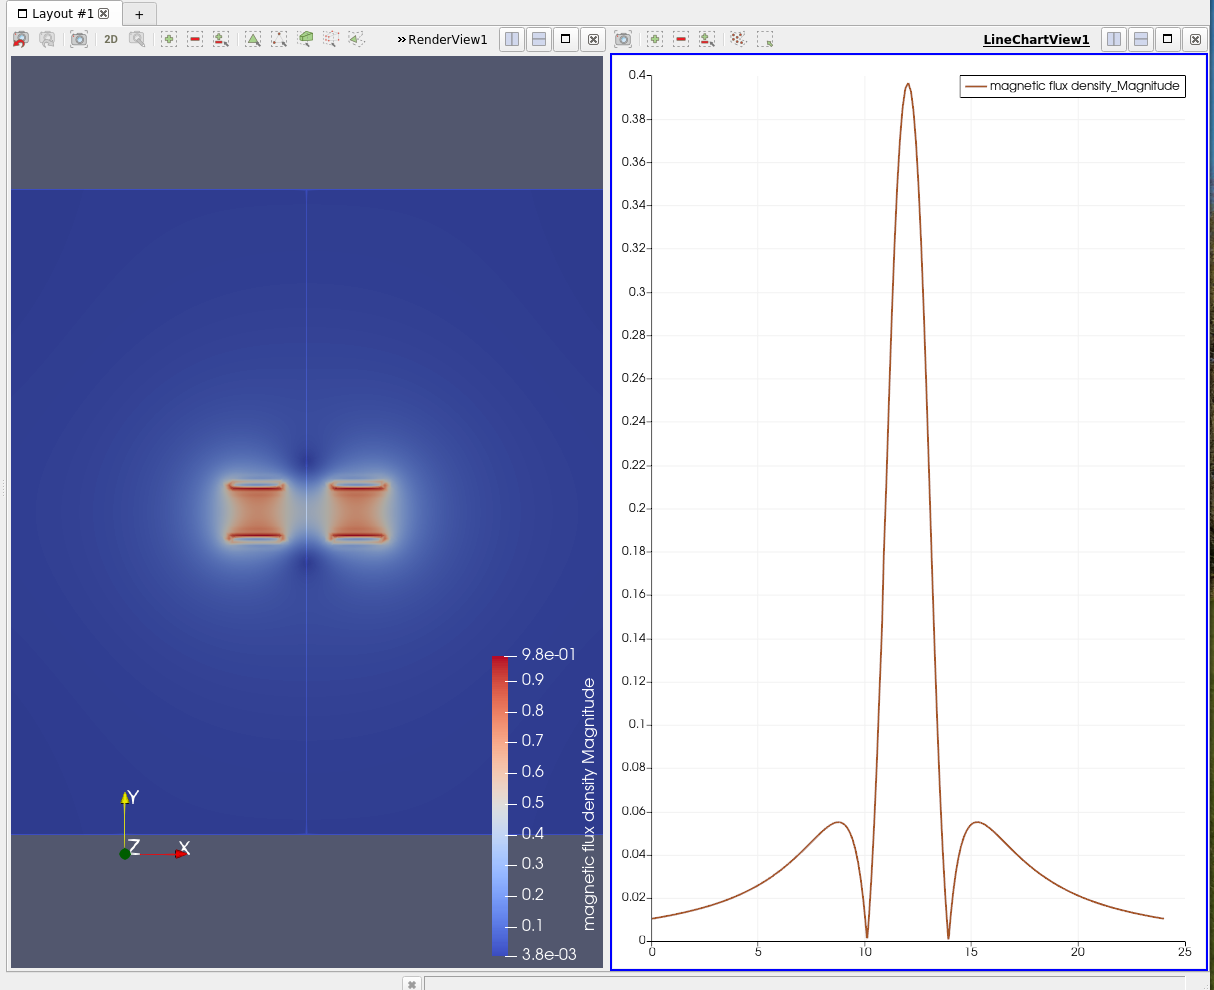 Layout #1
+
2D
»RenderView1
LineChartView1
magnetic flux density_Magnitude
0.4
0.38
0.36
0.34
0.32
0.3
0.28
0.26
0.24
0.22
0.2
0.18
0.16
0.14
0.12
0.1
0.08
0.06
0.04
0.02
0
0 5 10 15 20 25
9.8e-01
0.9
0.8
0.7
0.6
0.5
0.4
0.3
0.2
0.1
3.8e-03
magnetic flux density Magnitude
Y
Z
X